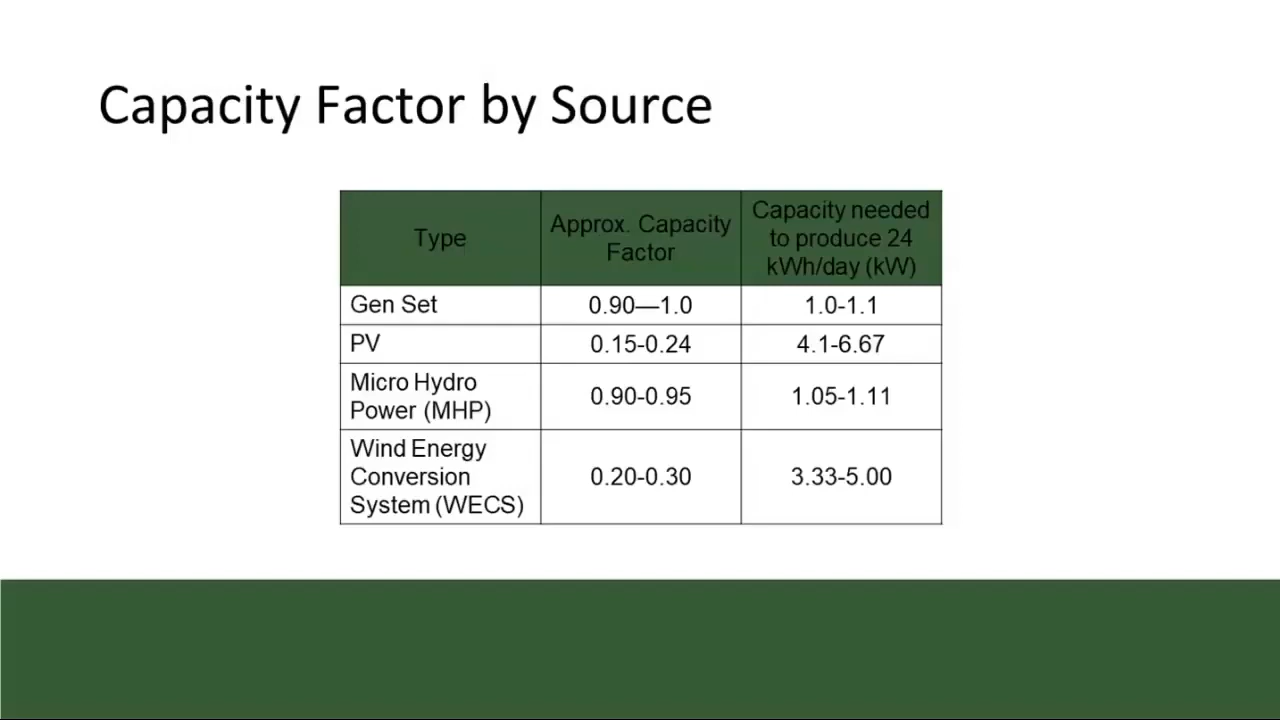 Capacity Factor by Source
Type
Approx. Capacity
Factor
Capacity needed
to produce 24
kWh/day (kW)
Gen Set
0.90—1.0
1.0-1.1
PV
0.15-0.24
4.1-6.67
Micro Hydro
Power (MHP)
0.90-0.95
1.05-1.11
Wind Energy
Conversion
System (WECS)
0.20-0.30
3.33-5.00